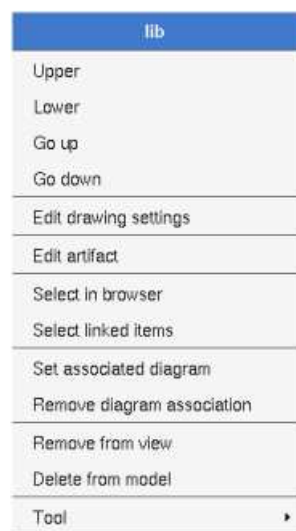 lib
Upper
Lower
Go up
Go down
Edit drawing settings
Edit artifact
Select in browser
Select linked items
Set associated diagram
Remove diagram association
Remove from view
Delete from model
Tool